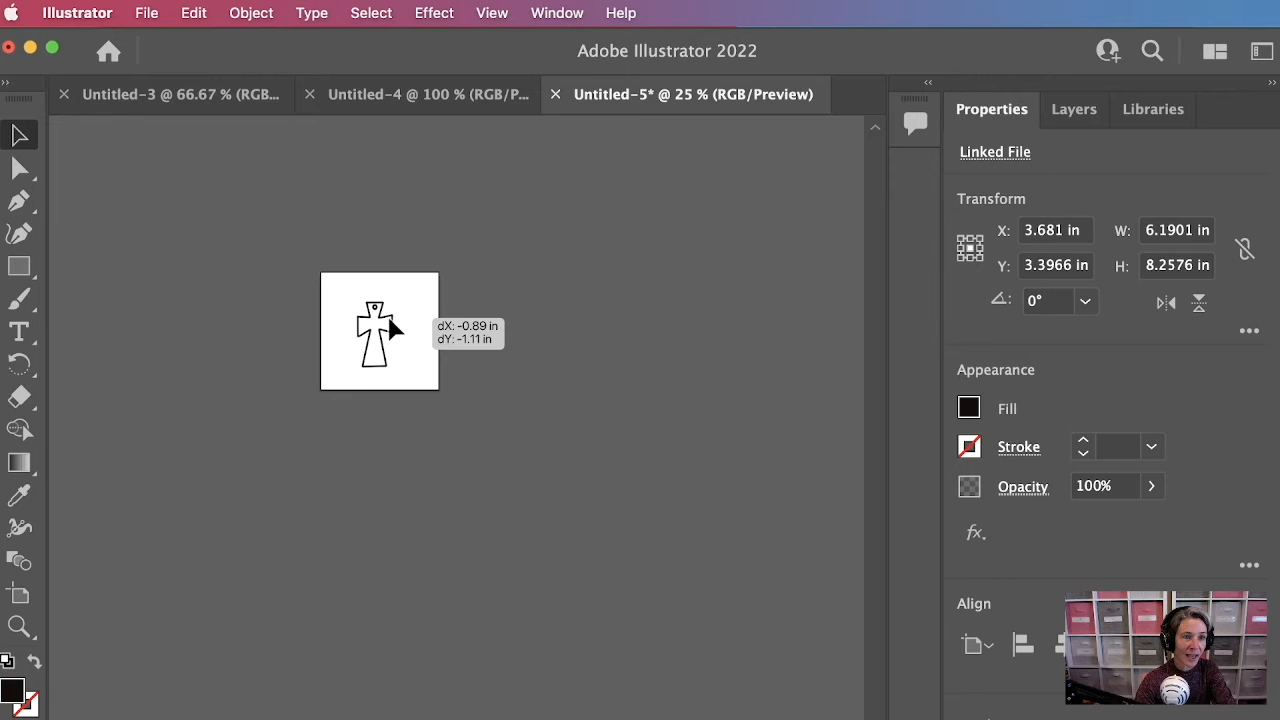 Illustrator File Edit Object Type Select Effect View Window Help
Adobe Illustrator 2022
Untitled-3 @ 66.67 % (RGB...
Untitled-4 @ 100 % (RGB/P...
Untitled-5* @ 25 % (RGB/Preview)
Properties Layers Libraries
Linked File
Transform
X: 3.681 in W: 6.1901 in
Y: 3.3966 in H: 8.2576 in
0°
dX: -0.89 in
dY: -1.11 in
Appearance
Fill
Stroke
Opacity 100%
fx
Align